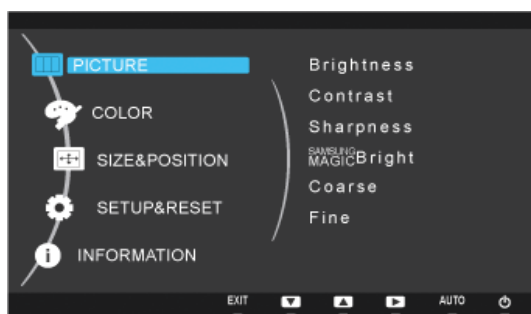 PICTURE
COLOR
SIZE&POSITION
SETUP&RESET
INFORMATION
Brightness
Contrast
Sharpness
SAMSUNG
MAGIC Bright
Coarse
Fine
EXIT
AUTO